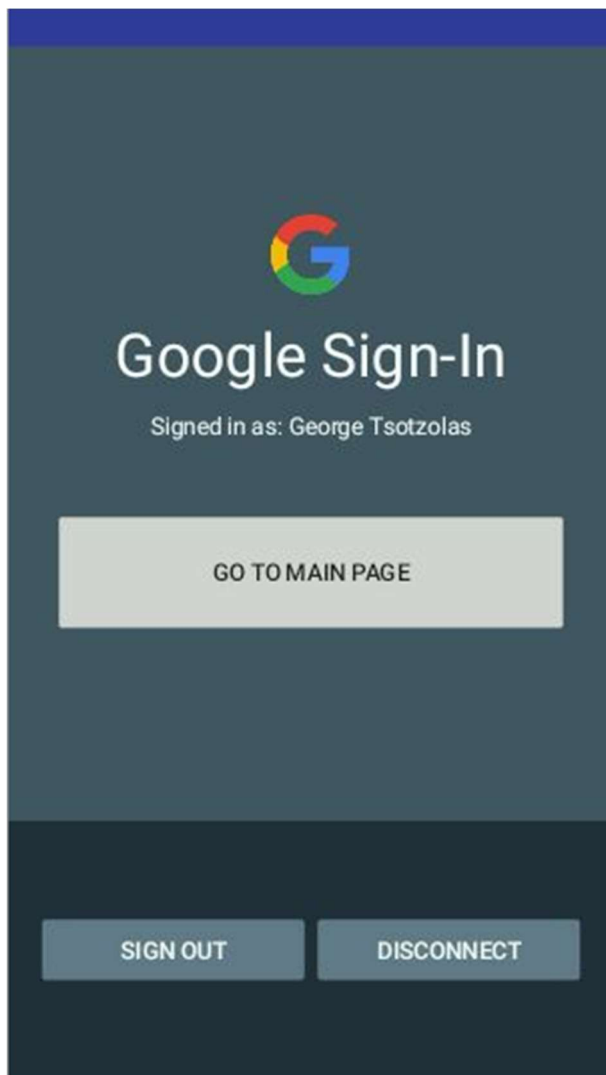 Google Sign-In
Signed in as: George Tsotzolas
GO TO MAIN PAGE
SIGN OUT
DISCONNECT